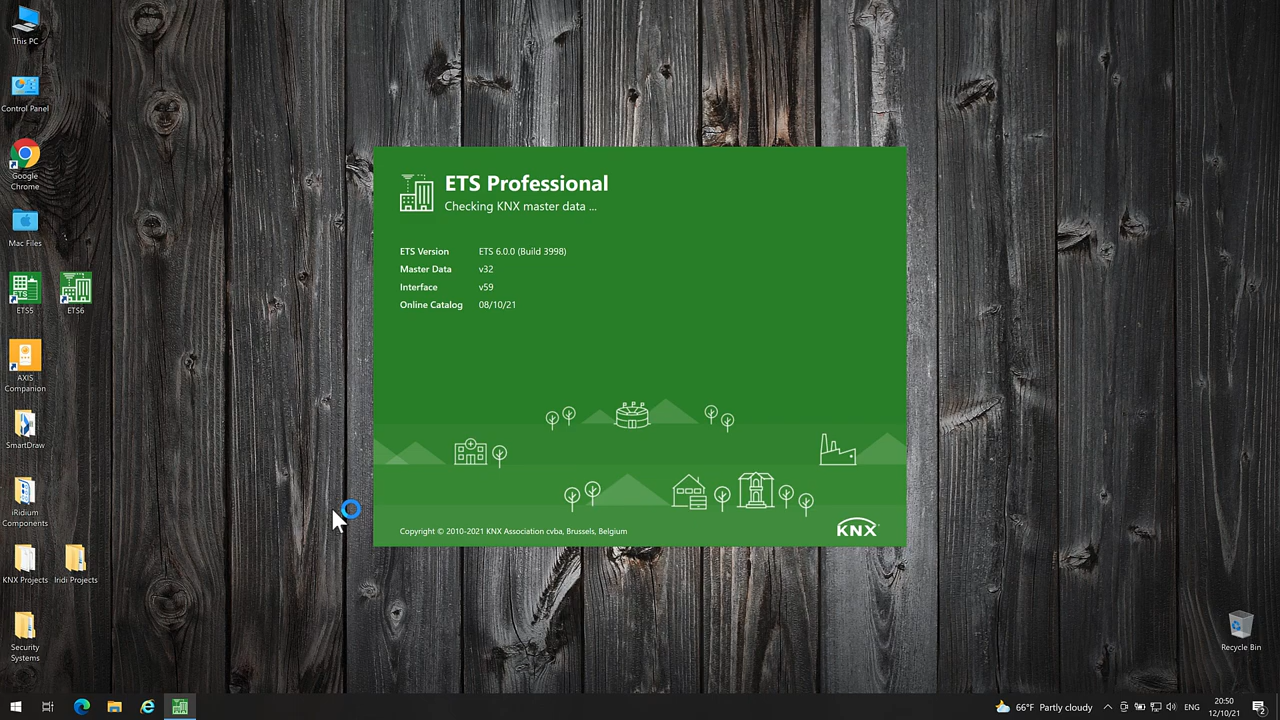 This PC
Control Panel
Google
Chrome
Mac Files
ETS
ETS5
ETS6
AXIS
Companion
SmartDraw
iRidium
Components
KNX Projects
Iridi Projects
Security
Systems
ETS Professional
Checking KNX master data ...
ETS Version ETS 6.0.0 (Build 3998)
Master Data v32
Interface v59
Online Catalog 08/10/21
Copyright © 2010-2021 KNX Association cvba, Brussels, Belgium
KNX
Recycle Bin
66°F Partly cloudy
ENG
20:50
12/10/21
2